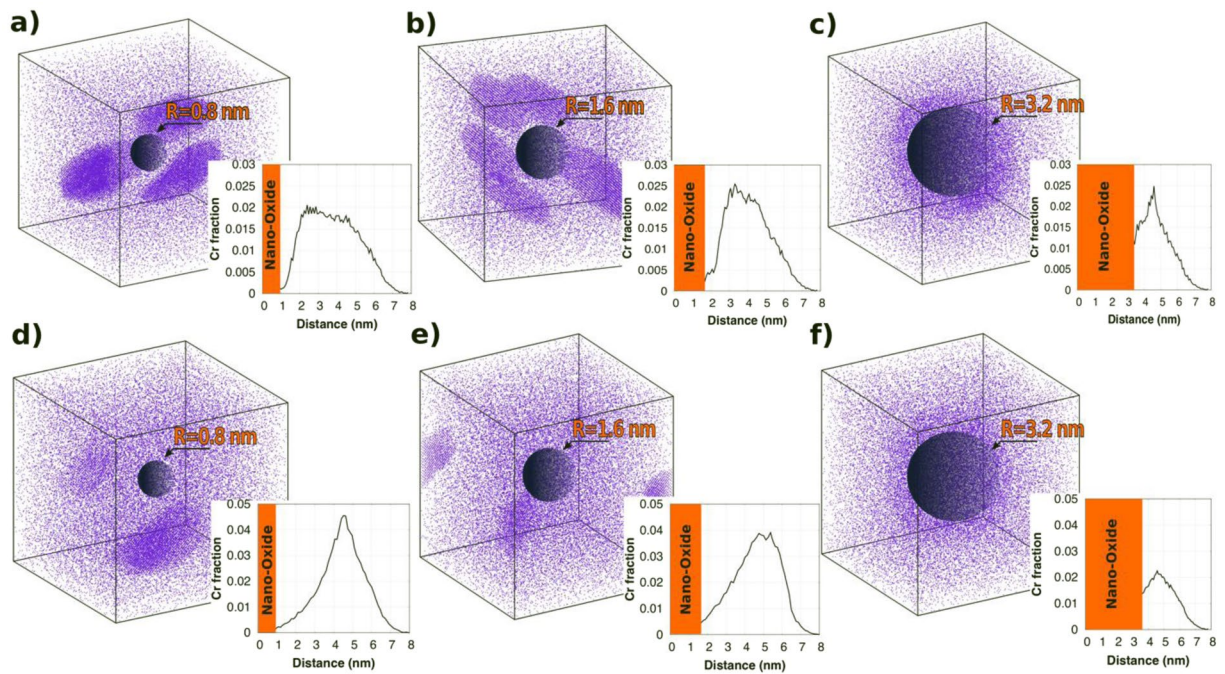 a)
R=0.8 nm
0.03
0.025
0.02
0.015
0.01
0.005
0
Cr fraction
Nano-Oxide
0 1 2 3 4 5 6 7 8
Distance (nm)
b)
R=1.6 nm
0.03
0.025
0.02
0.015
0.01
0.005
0
Cr fraction
Nano-Oxide
0 1 2 3 4 5 6 7 8
Distance (nm)
c)
R=3.2 nm
0.03
0.025
0.02
0.015
0.01
0.005
0
Cr fraction
Nano-Oxide
0 1 2 3 4 5 6 7 8
Distance (nm)
d)
R=0.8 nm
0.05
0.04
0.03
0.02
0.01
0
Cr fraction
Nano-Oxide
0 1 2 3 4 5 6 7 8
Distance (nm)
e)
R=1.6 nm
0.05
0.04
0.03
0.02
0.01
0
Cr fraction
Nano-Oxide
0 1 2 3 4 5 6 7 8
Distance (nm)
f)
R=3.2 nm
0.05
0.04
0.03
0.02
0.01
0
Cr fraction
Nano-Oxide
0 1 2 3 4 5 6 7 8
Distance (nm)